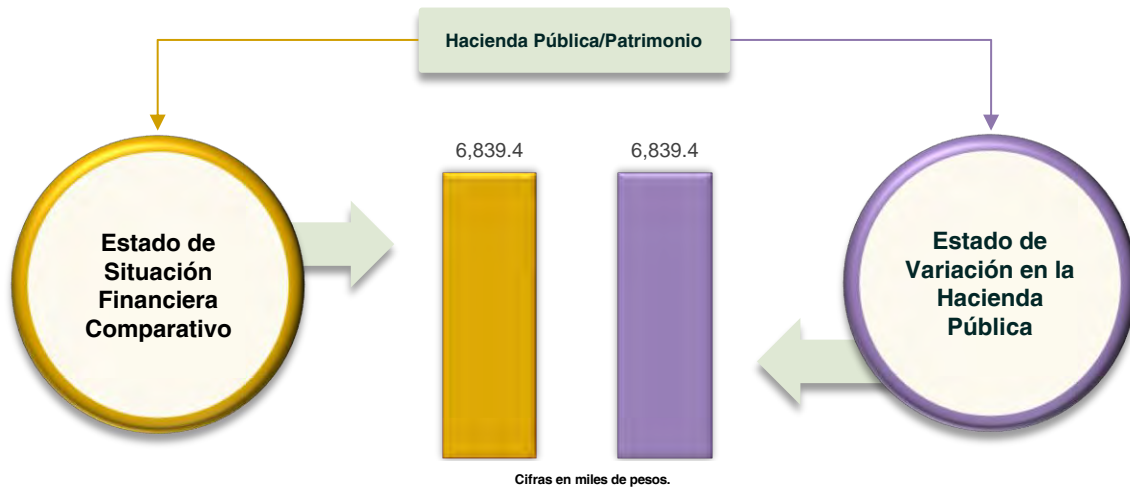 Hacienda Pública/Patrimonio
6,839.4
6,839.4
Estado de
Situación
Financiera
Comparativo
Estado de
Variación en la
Hacienda
Pública
Cifras en miles de pesos.